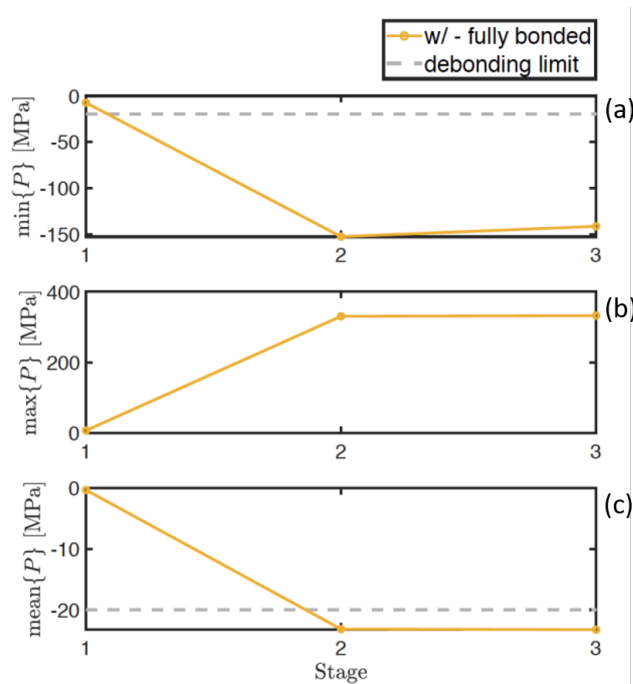 w/ - fully bonded
debonding limit
(a)
min{P} [MPa]
0
-50
-100
-150
1 2 3
(b)
max{P} [MPa]
400
200
0
1 2 3
(c)
mean{P} [MPa]
0
-10
-20
1 2 3
Stage